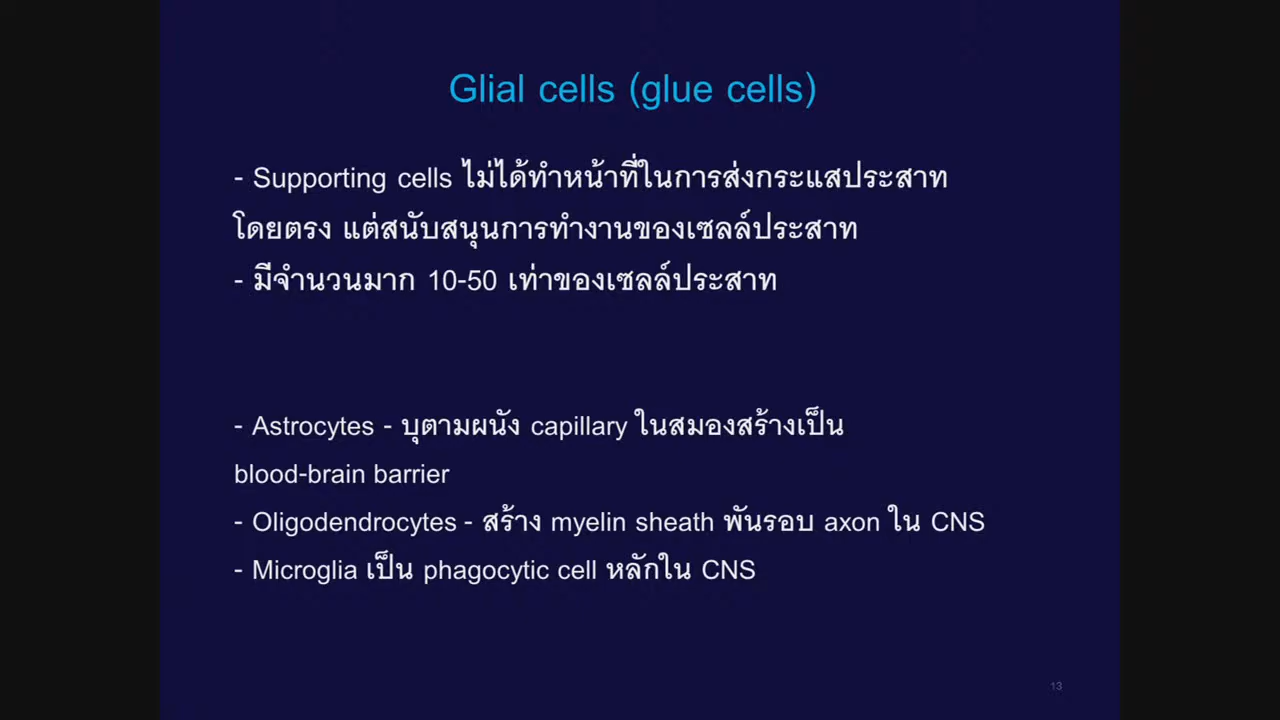 Glial cells (glue cells)
- Supporting cells ไม่ได้ทำหน้าที่ในการส่งกระแสประสาท
โดยตรง แต่สนับสนุนการทำงานของเซลล์ประสาท
- มีจำนวนมาก 10-50 เท่าของเซลล์ประสาท
- Astrocytes - บุตามผนัง capillary ในสมองสร้างเป็น
blood-brain barrier
- Oligodendrocytes - สร้าง myelin sheath พันรอบ axon ใน CNS
- Microglia เป็น phagocytic cell หลักใน CNS
13